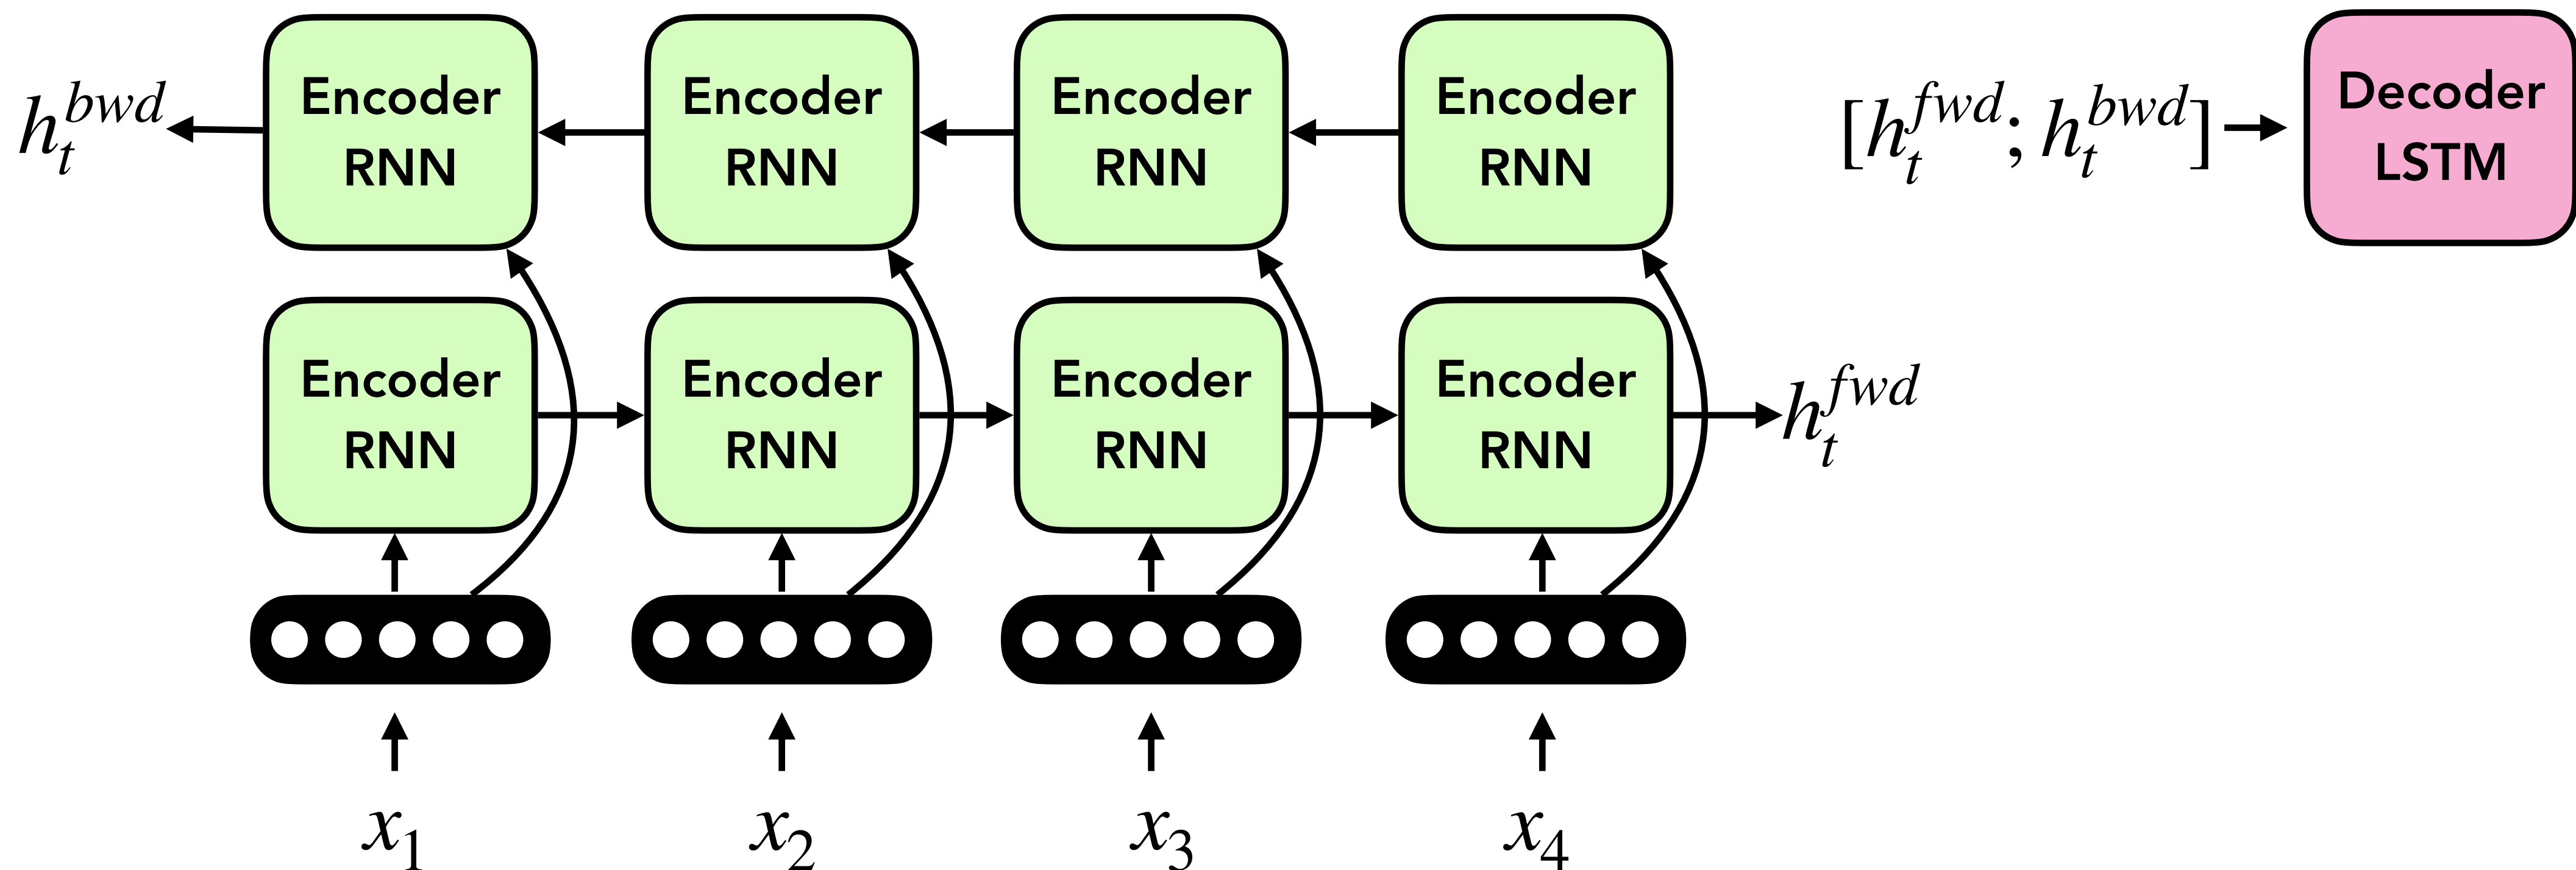 h_t^{bwd}
Encoder
RNN
Encoder
RNN
Encoder
RNN
Encoder
RNN
[h_t^{fwd}; h_t^{bwd}]
Decoder
LSTM
Encoder
RNN
Encoder
RNN
Encoder
RNN
Encoder
RNN
h_t^{fwd}
x_1
x_2
x_3
x_4